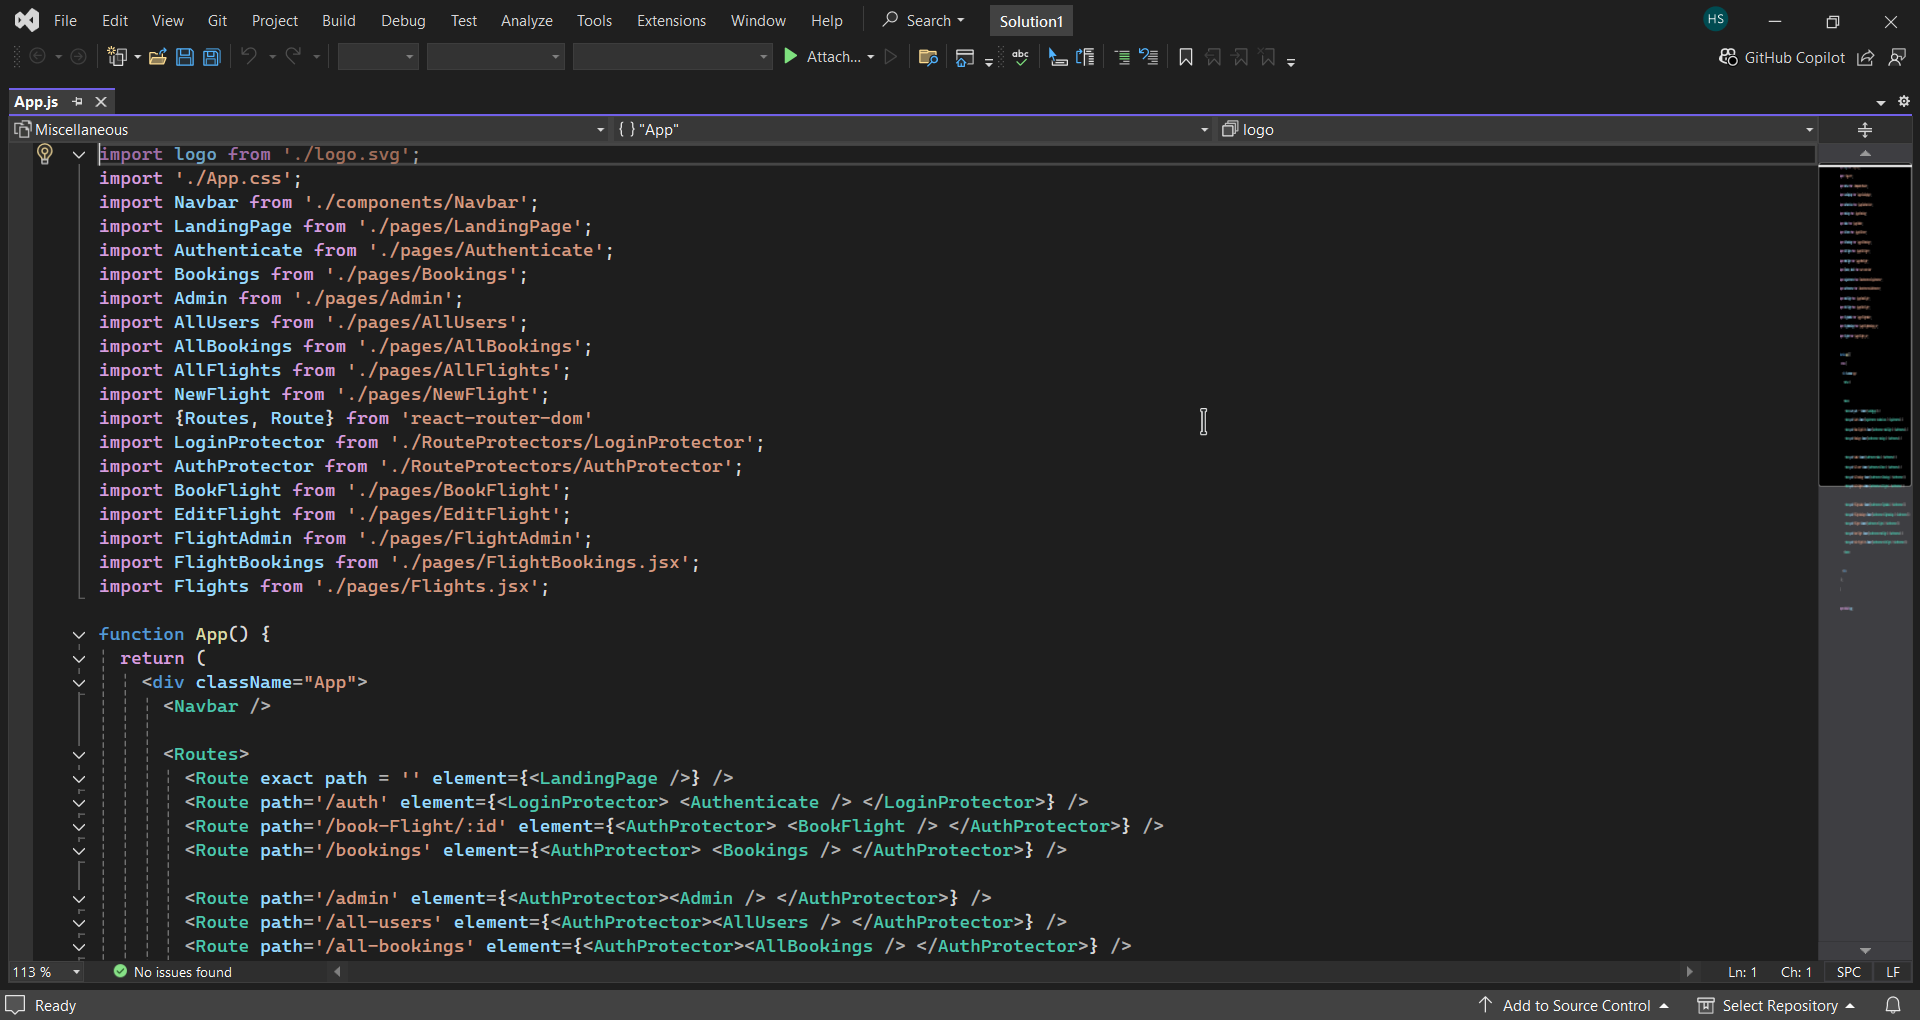 File Edit View Git Project Build Debug Test Analyze Tools Extensions Window Help Search Solution1 HS
Attach... abc GitHub Copilot
App.js
Miscellaneous {} "App" logo
import logo from './logo.svg';
import './App.css';
import Navbar from './components/Navbar';
import LandingPage from './pages/LandingPage';
import Authenticate from './pages/Authenticate';
import Bookings from './pages/Bookings';
import Admin from './pages/Admin';
import AllUsers from './pages/AllUsers';
import AllBookings from './pages/AllBookings';
import AllFlights from './pages/AllFlights';
import NewFlight from './pages/NewFlight';
import {Routes, Route} from 'react-router-dom'
import LoginProtector from './RouteProtectors/LoginProtector';
import AuthProtector from './RouteProtectors/AuthProtector';
import BookFlight from './pages/BookFlight';
import EditFlight from './pages/EditFlight';
import FlightAdmin from './pages/FlightAdmin';
import FlightBookings from './pages/FlightBookings.jsx';
import Flights from './pages/Flights.jsx';
function App() {
return (
<div className="App">
<Navbar />
<Routes>
<Route exact path = '' element={<LandingPage />} />
<Route path='/auth' element={<LoginProtector> <Authenticate /> </LoginProtector>} />
<Route path='/book-Flight/:id' element={<AuthProtector> <BookFlight /> </AuthProtector>} />
<Route path='/bookings' element={<AuthProtector> <Bookings /> </AuthProtector>} />
<Route path='/admin' element={<AuthProtector><Admin /> </AuthProtector>} />
<Route path='/all-users' element={<AuthProtector><AllUsers /> </AuthProtector>} />
<Route path='/all-bookings' element={<AuthProtector><AllBookings /> </AuthProtector>} />
113 % No issues found Ln: 1 Ch: 1 SPC LF
Ready Add to Source Control Select Repository